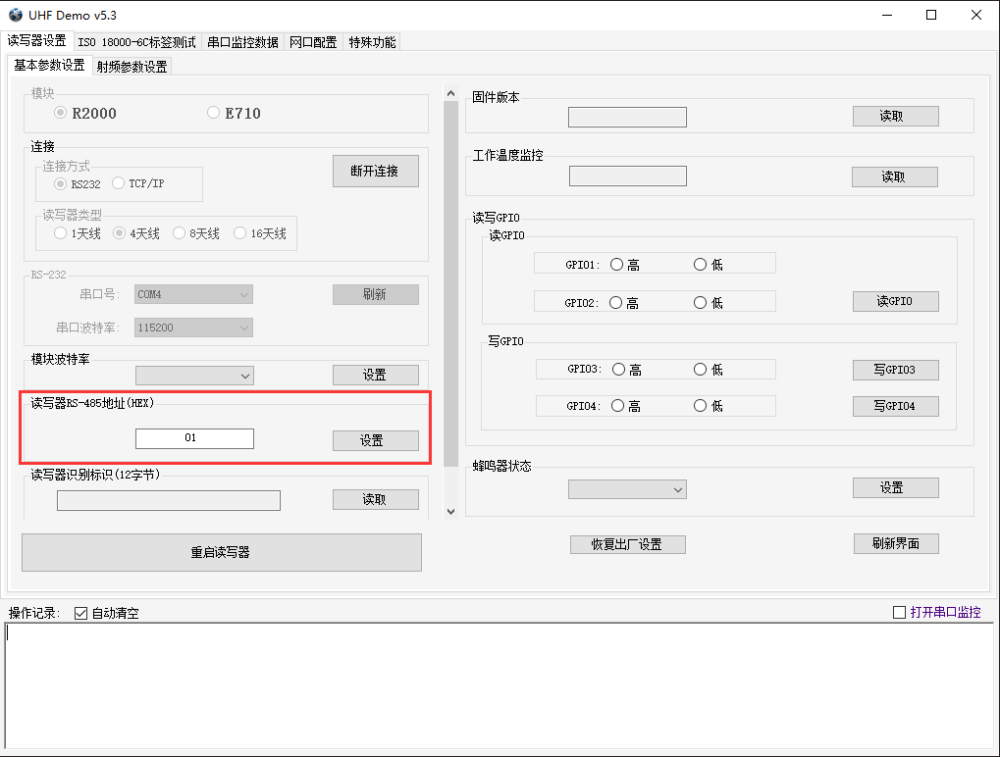 UHF Demo v5.3
读写器设置 ISO 18000-6C标签测试 串口监控数据 网口配置 特殊功能
基本参数设置 射频参数设置
模块
R2000 E710
连接
连接方式
RS232 TCP/IP
断开连接
读写器类型
1天线 4天线 8天线 16天线
RS-232
串口号: COM4 刷新
串口波特率: 115200
模块波特率
设置
读写器RS-485地址(HEX)
01 设置
读写器识别标识(12字节)
读取
重启读写器
固件版本
读取
工作温度监控
读取
读写GPIO
读GPIO
GPIO1: 高 低
GPIO2: 高 低 读GPIO
写GPIO
GPIO3: 高 低 写GPIO3
GPIO4: 高 低 写GPIO4
蜂鸣器状态
设置
恢复出厂设置 刷新界面
操作记录: 自动清空 打开串口监控